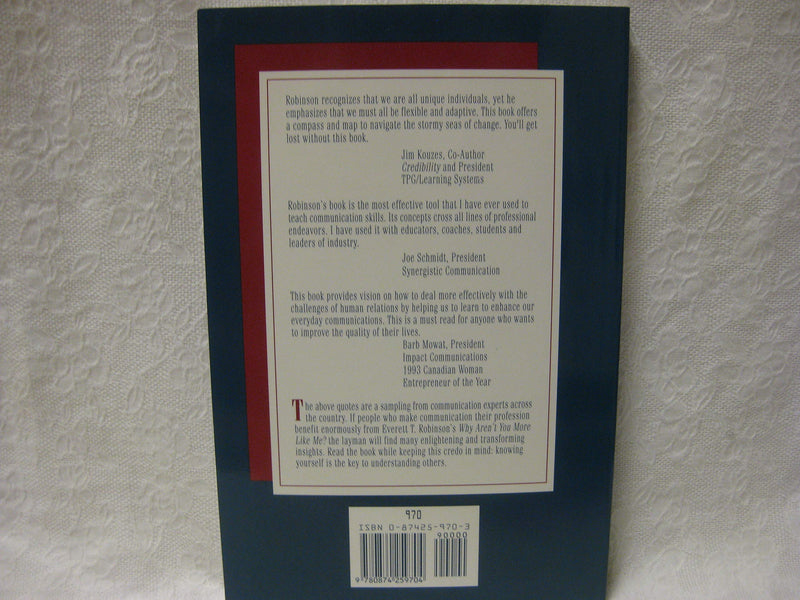 Robinson recognizes that we are all unique individuals, yet he
emphasizes that we must all be flexible and adaptive. This book offers
a compass and map to navigate the stormy seas of change. You'll get
lost without this book.
Jim Kouzes, Co-Author
Credibility and President
TPG/Learning Systems
Robinson's book is the most effective tool that I have ever used to
teach communication skills. Its concepts cross all lines of professional
endeavors. I have used it with educators, coaches, students and
leaders of industry.
Joe Schmidt, President
Synergistic Communication
This book provides vision on how to deal more effectively with the
challenges of human relations by helping us to learn to enhance our
everyday communications. This is a must read for anyone who wants
to improve the quality of their lives.
Barb Mowat, President
Impact Communications
1993 Canadian Woman
Entrepreneur of the Year
The above quotes are a sampling from communication experts across
the country. If people who make communication their profession
benefit enormously from Everett T. Robinson's Why Aren't You More
Like Me? the layman will find many enlightening and transforming
insights. Read the book while keeping this credo in mind: knowing
yourself is the key to understanding others.
970
ISBN 0-87425-970-3
90000
9 780874 259704